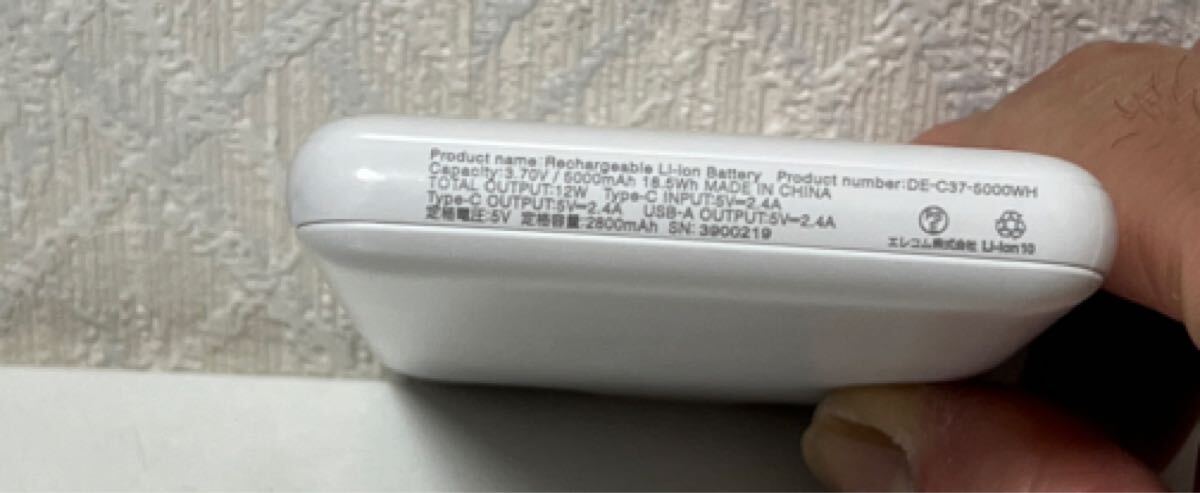 Product name:Rechargeable Li-ion Battery Product number:DE-C37-5000WH
Capacity:3.70V / 5000mAh 18.5Wh MADE IN CHINA
TOTAL OUTPUT:12W Type-C INPUT:5V⎓2.4A
Type-C OUTPUT:5V⎓2.4A USB-A OUTPUT:5V⎓2.4A
定格電圧:5V 定格容量:2800mAh SN: 3900219
PSE
エレコム株式会社 Li-ion10